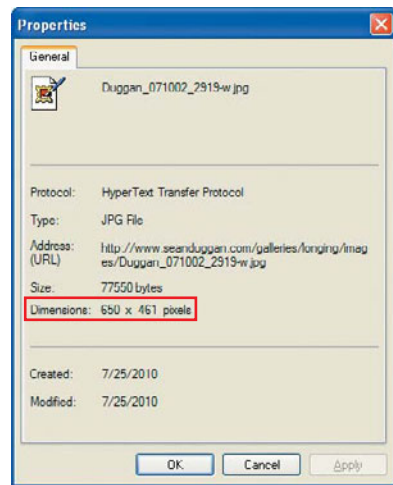 Properties
General
Duggan_071002_2919-w.jpg
Protocol: HyperText Transfer Protocol
Type: JPG File
Address: (URL) http://www.seanduggan.com/galleries/longing/imag
es/Duggan_071002_2919-w.jpg
Size: 77550 bytes
Dimensions: 650 x 461 pixels
Created: 7/25/2010
Modified: 7/25/2010
OK Cancel Apply